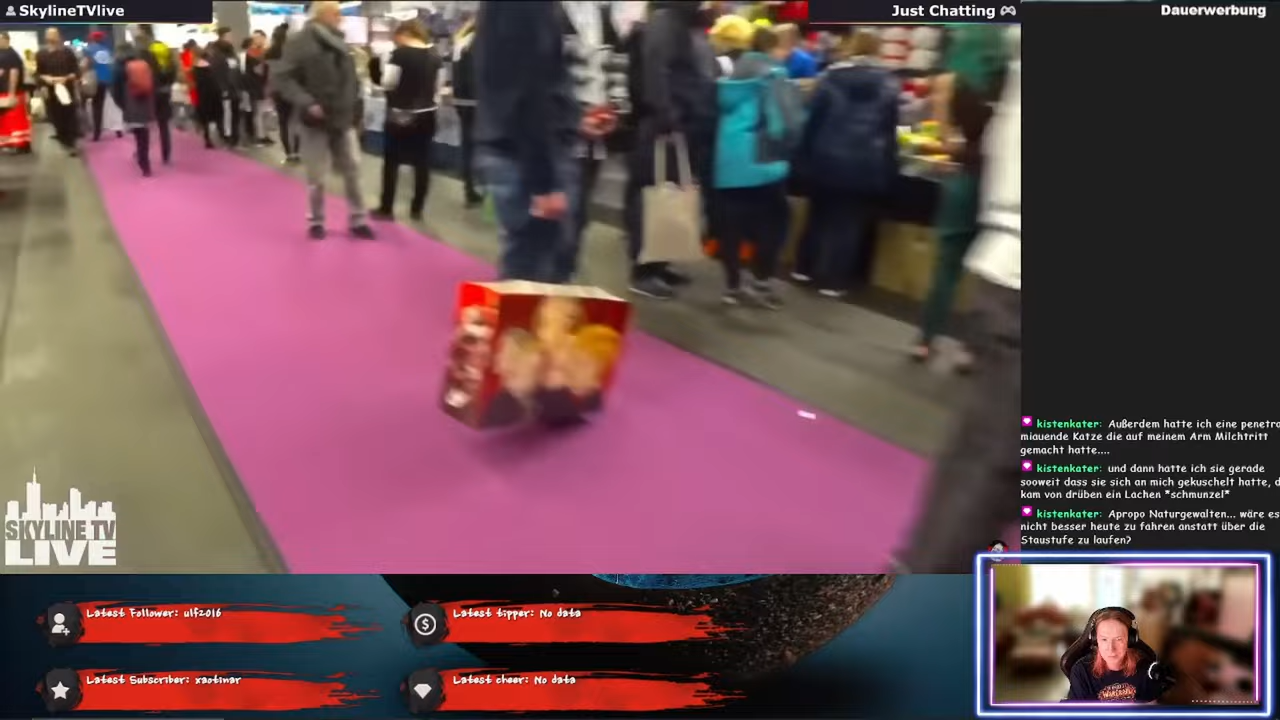 SkylineTVlive
Just Chatting
Dauerwerbung
kistenkater: Außerdem hatte ich eine penetra
miauende Katze die auf meinem Arm Milchtritt
gemacht hatte....
kistenkater: und dann hatte ich sie gerade
sooweit dass sie sich an mich gekuschelt hatte, d
kam von drüben ein Lachen *schmunzel*
kistenkater: Apropo Naturgewalten... wäre es
nicht besser heute zu fahren anstatt über die
Staustufe zu laufen?
SKYLINE TV
LIVE
Latest Follower: ulf2016
Latest tipper: No data
Latest Subscriber: xaotinar
Latest cheer: No data